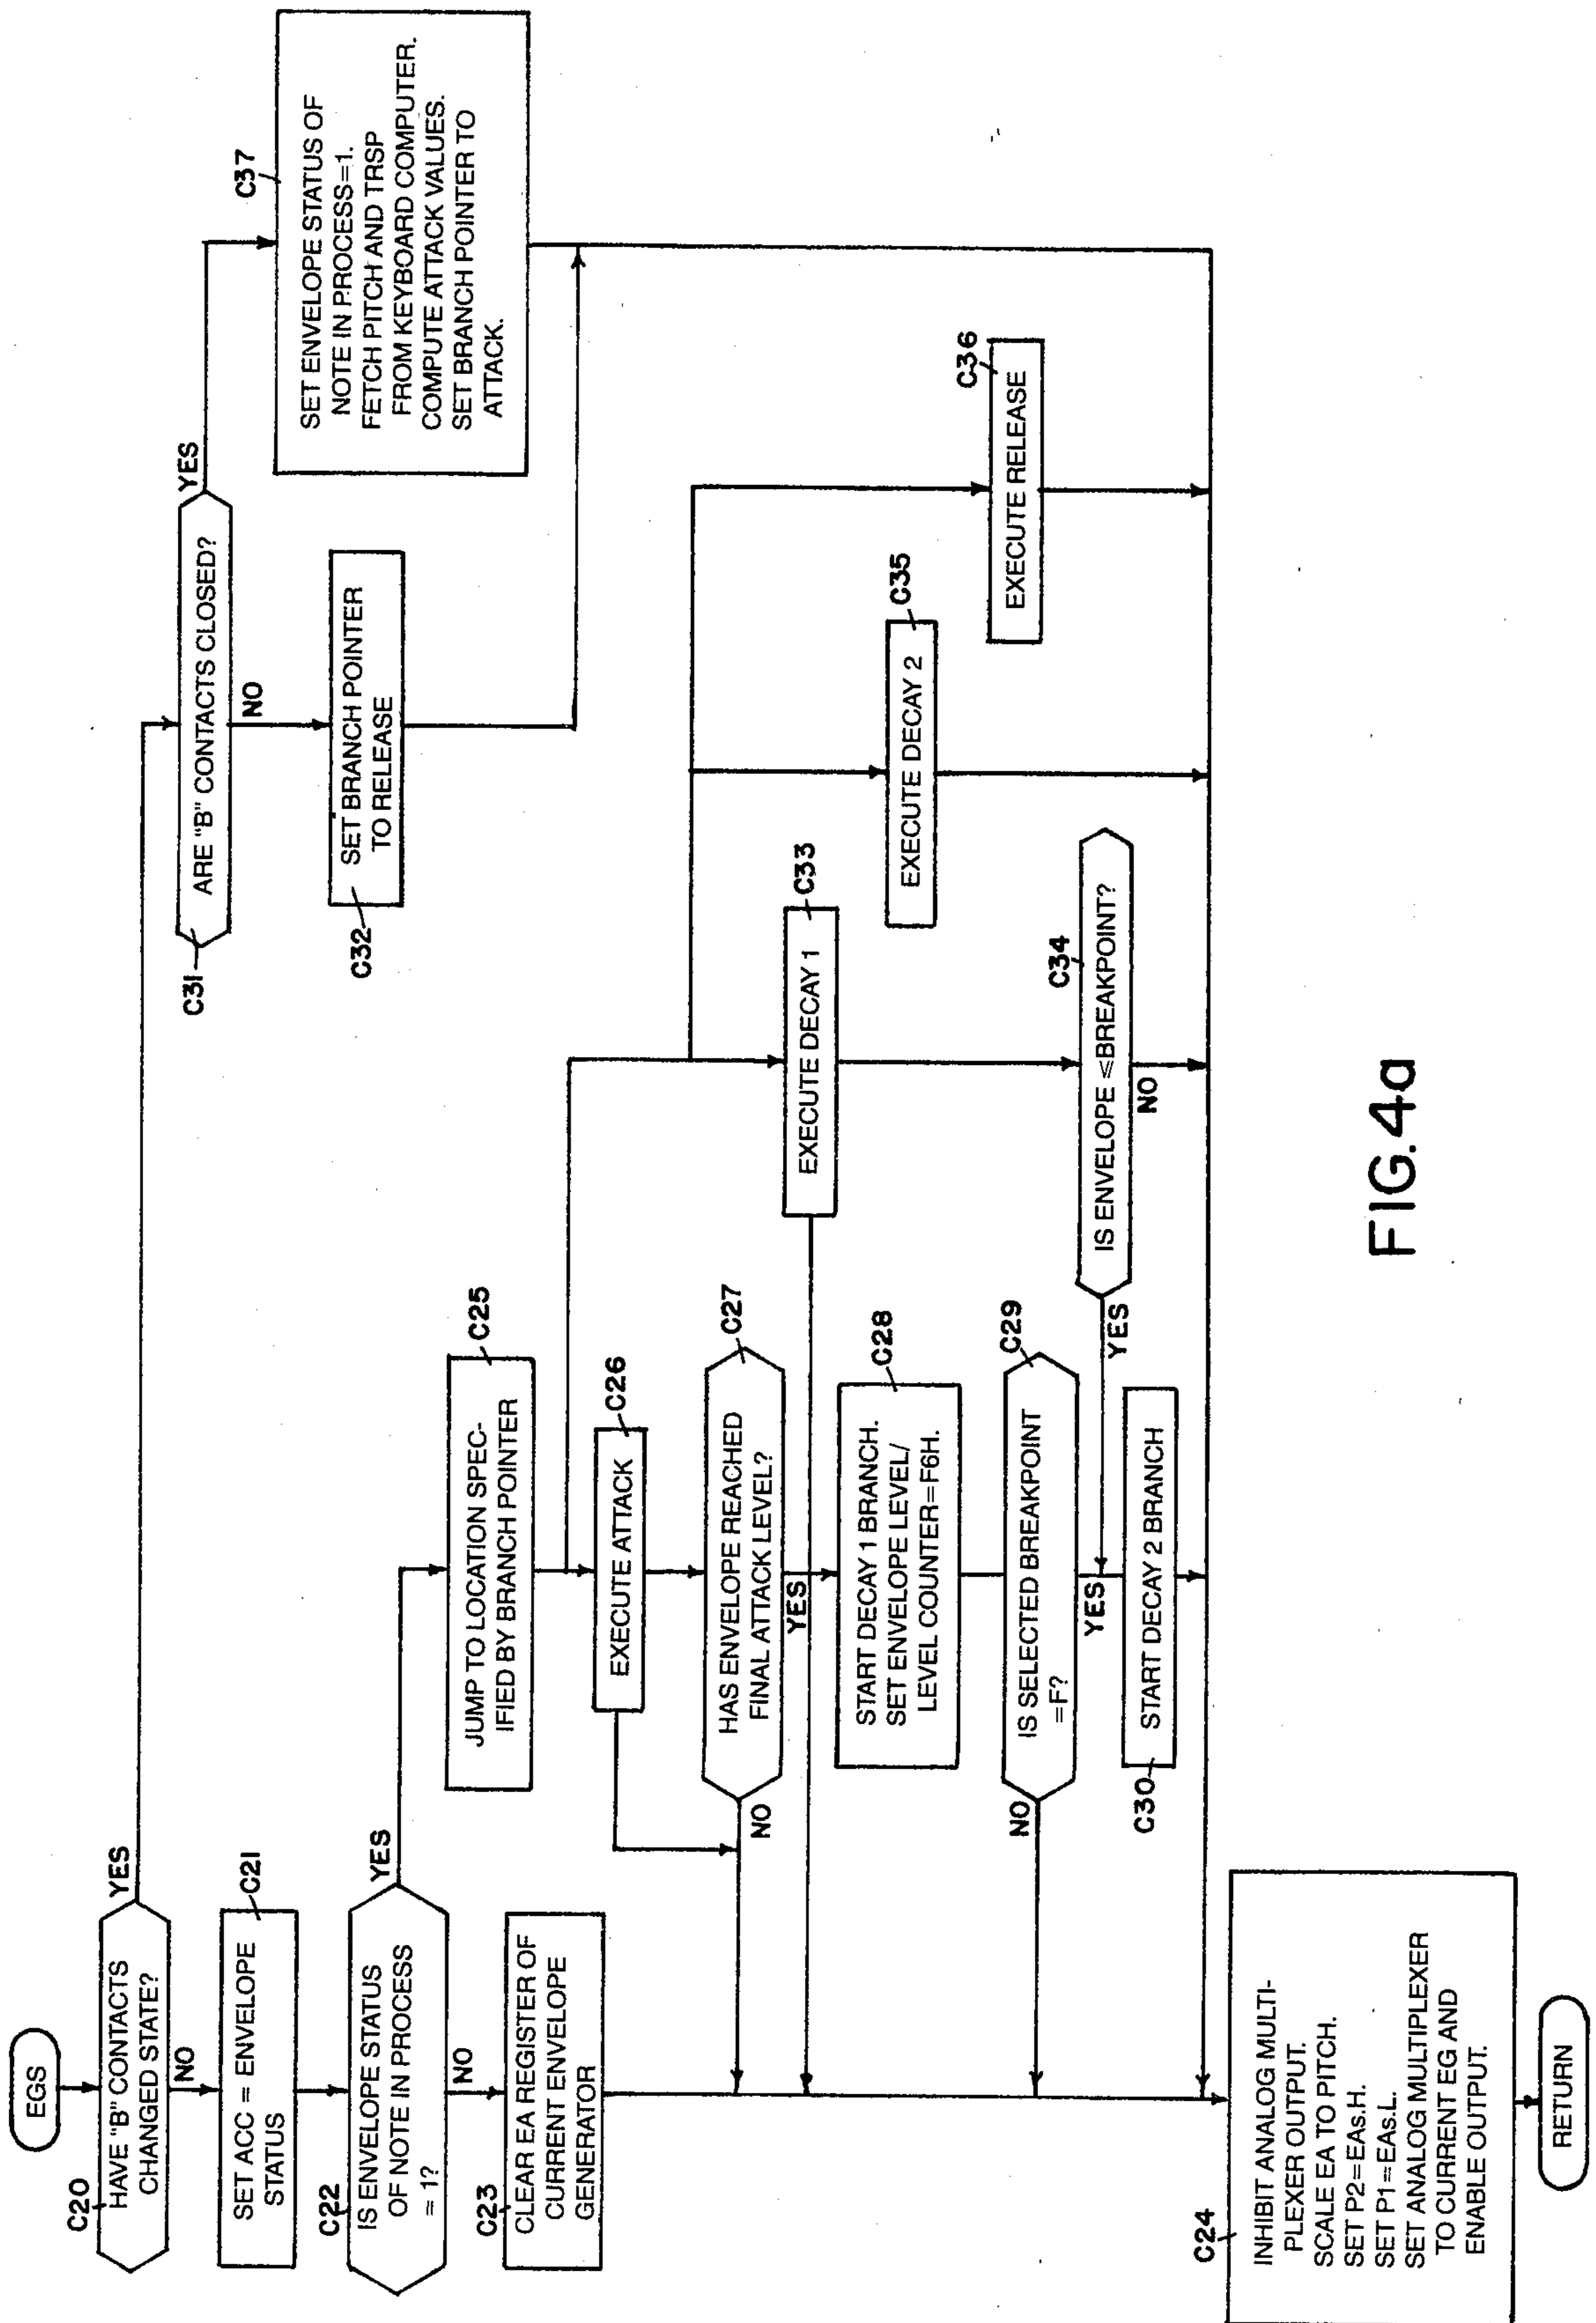 EGS
C20
HAVE "B" CONTACTS
CHANGED STATE?
YES
NO
C21
SET ACC = ENVELOPE
STATUS
C22
IS ENVELOPE STATUS
OF NOTE IN PROCESS
= 1?
YES
NO
C23
CLEAR EA REGISTER OF
CURRENT ENVELOPE
GENERATOR
C24
INHIBIT ANALOG MULTI-
PLEXER OUTPUT.
SCALE EA TO PITCH.
SET P2=EAs.H.
SET P1=EAs.L.
SET ANALOG MULTIPLEXER
TO CURRENT EG AND
ENABLE OUTPUT.
RETURN
C25
JUMP TO LOCATION SPEC-
IFIED BY BRANCH POINTER
C26
EXECUTE ATTACK
C27
HAS ENVELOPE REACHED
FINAL ATTACK LEVEL?
NO
YES
C28
START DECAY 1 BRANCH.
SET ENVELOPE LEVEL/
LEVEL COUNTER=F6H.
C29
IS SELECTED BREAKPOINT
=F?
NO
YES
C30
START DECAY 2 BRANCH
C31
ARE "B" CONTACTS CLOSED?
YES
NO
C32
SET BRANCH POINTER
TO RELEASE
C33
EXECUTE DECAY 1
C34
IS ENVELOPE ≤BREAKPOINT?
YES
NO
C35
EXECUTE DECAY 2
C36
EXECUTE RELEASE
C37
SET ENVELOPE STATUS OF
NOTE IN PROCESS=1.
FETCH PITCH AND TRSP
FROM KEYBOARD COMPUTER.
COMPUTE ATTACK VALUES.
SET BRANCH POINTER TO
ATTACK.
FIG.4a